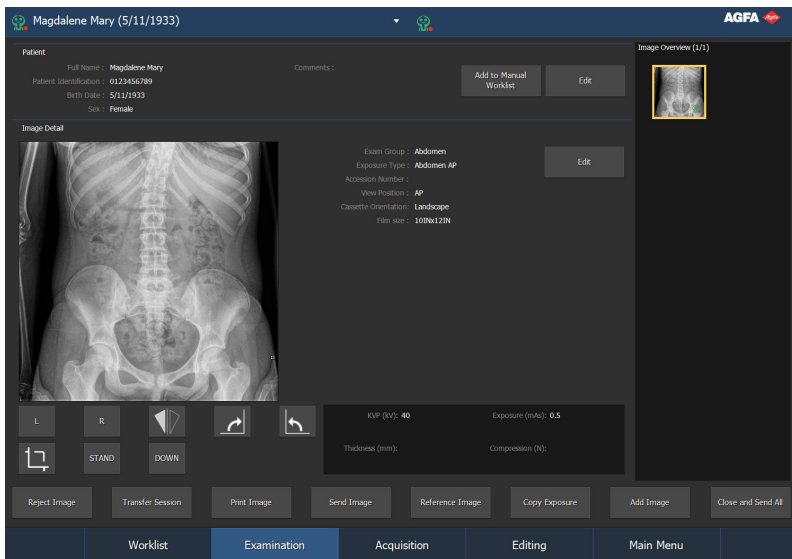 Magdalene Mary (5/11/1933)
AGFA
Patient
Full Name : Magdalene Mary
Comments :
Patient Identification : 0123456789
Birth Date : 5/11/1933
Sex : Female
Add to Manual
Worklist
Edit
Image Overview (1/1)
Image Detail
Exam Group : Abdomen
Exposure Type : Abdomen AP
Accession Number :
View Position : AP
Cassette Orientation: Landscape
Film size : 10INx12IN
Edit
L
R
STAND
DOWN
KVP (kV): 40
Exposure (mAs): 0.5
Thickness (mm):
Compression (N):
Reject Image
Transfer Session
Print Image
Send Image
Reference Image
Copy Exposure
Add Image
Close and Send All
Worklist
Examination
Acquisition
Editing
Main Menu